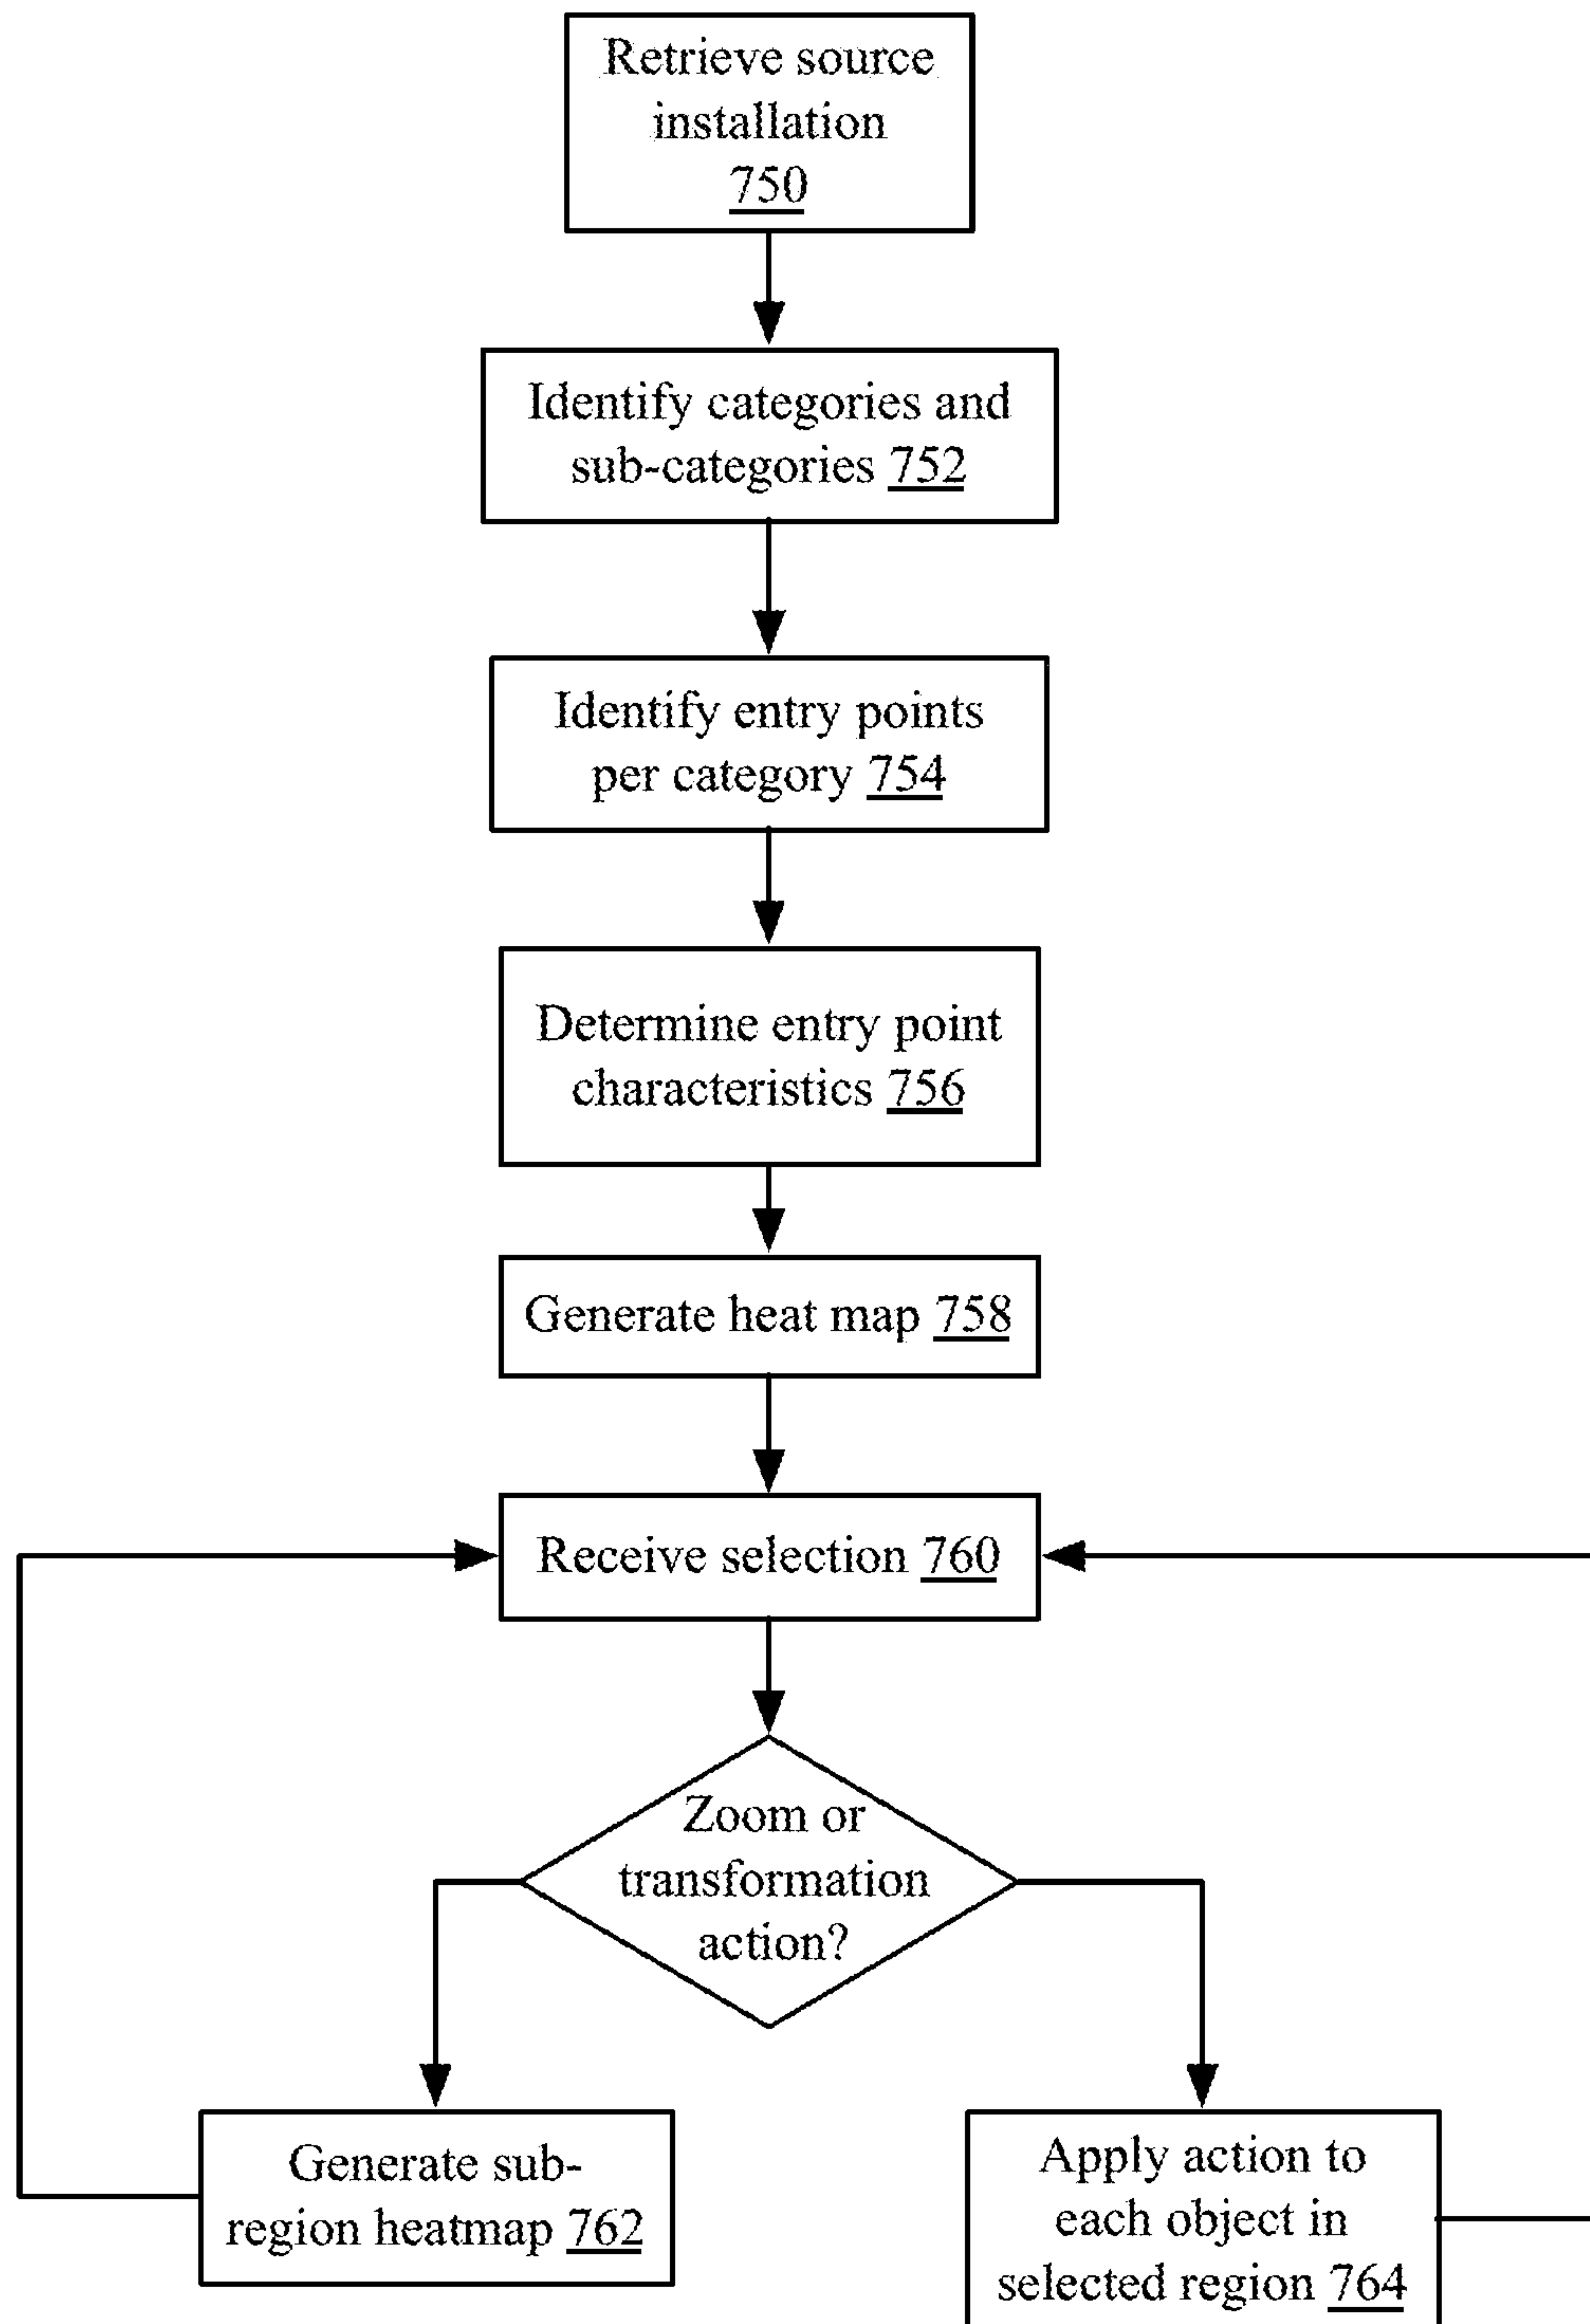 Retrieve source
installation
750
Identify categories and
sub-categories 752
Identify entry points
per category 754
Determine entry point
characteristics 756
Generate heat map 758
Receive selection 760
Zoom or
transformation
action?
Generate sub-
region heatmap 762
Apply action to
each object in
selected region 764